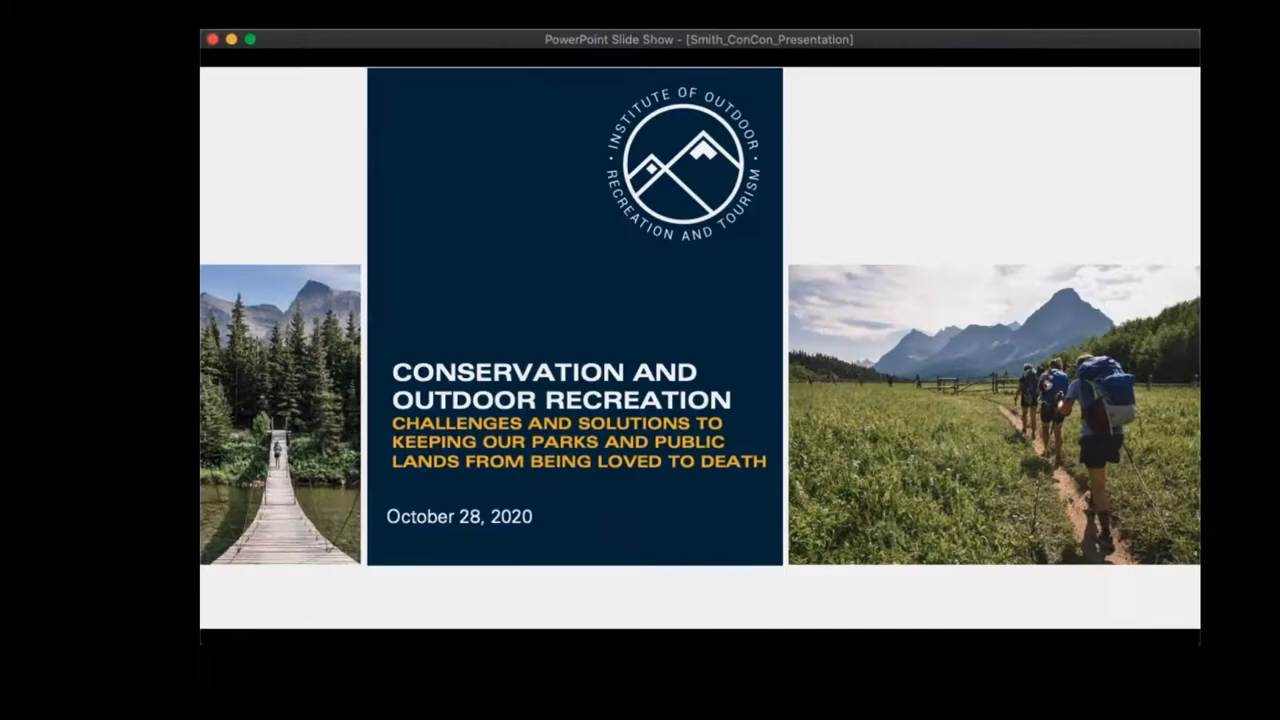 PowerPoint Slide Show - [Smith_ConCon_Presentation]
INSTITUTE OF OUTDOOR
• RECREATION AND TOURISM •
CONSERVATION AND
OUTDOOR RECREATION
CHALLENGES AND SOLUTIONS TO
KEEPING OUR PARKS AND PUBLIC
LANDS FROM BEING LOVED TO DEATH
October 28, 2020